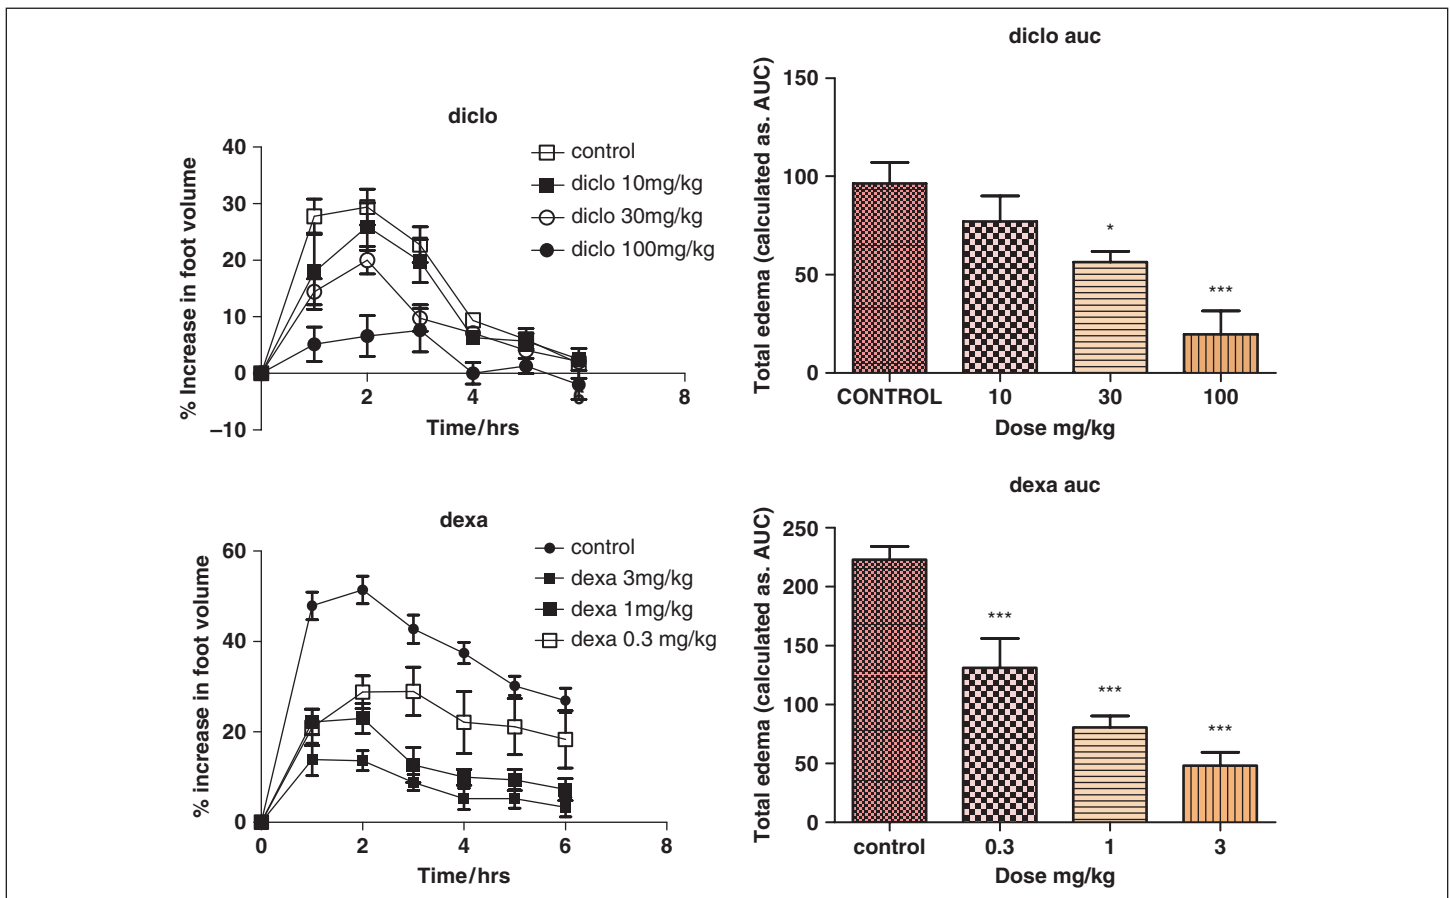 diclo
% Increase in foot volume
40
30
20
10
0
–10
2
4
6
8
Time/hrs
control
diclo 10mg/kg
diclo 30mg/kg
diclo 100mg/kg
diclo auc
Total edema (calculated as. AUC)
150
100
50
0
*
***
CONTROL
10
30
100
Dose mg/kg
dexa
% increase in foot volume
60
40
20
0
0
2
4
6
8
Time/hrs
control
dexa 3mg/kg
dexa 1mg/kg
dexa 0.3 mg/kg
dexa auc
Total edema (calculated as. AUC)
250
200
150
100
50
0
***
***
***
control
0.3
1
3
Dose mg/kg